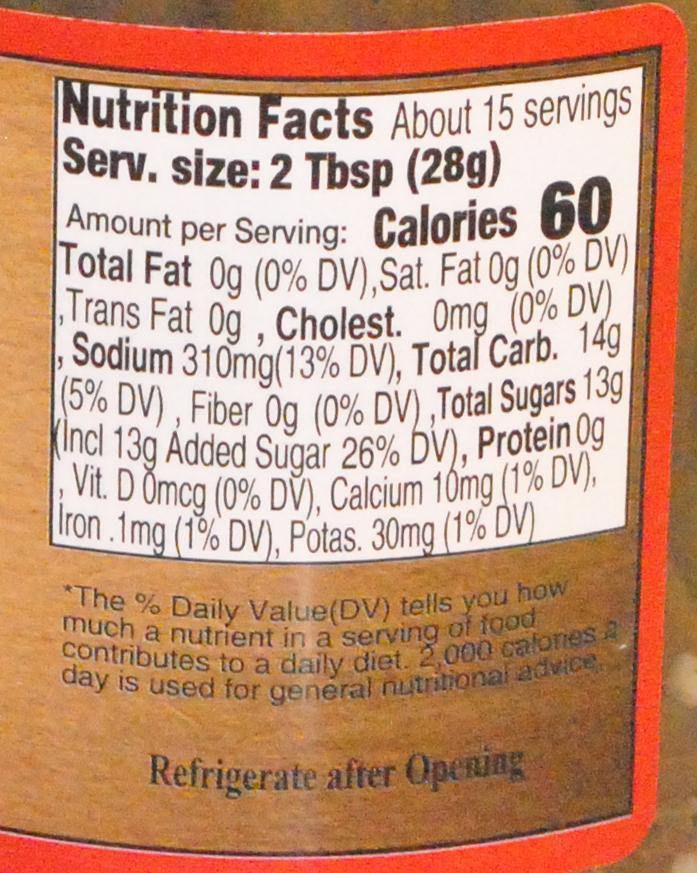 Nutrition Facts About 15 servings
Serv. size: 2 Tbsp (28g)
Amount per Serving: Calories 60
Total Fat 0g (0% DV), Sat. Fat 0g (0% DV)
, Trans Fat 0g , Cholest. 0mg (0% DV)
, Sodium 310mg(13% DV), Total Carb. 14g
(5% DV) , Fiber 0g (0% DV) ,Total Sugars 13g
(Incl 13g Added Sugar 26% DV), Protein 0g
, Vit. D 0mcg (0% DV), Calcium 10mg (1% DV),
Iron .1mg (1% DV), Potas. 30mg (1% DV)
*The % Daily Value(DV) tells you how
much a nutrient in a serving of food
contributes to a daily diet. 2,000 calories a
day is used for general nutritional advice.
Refrigerate after Opening